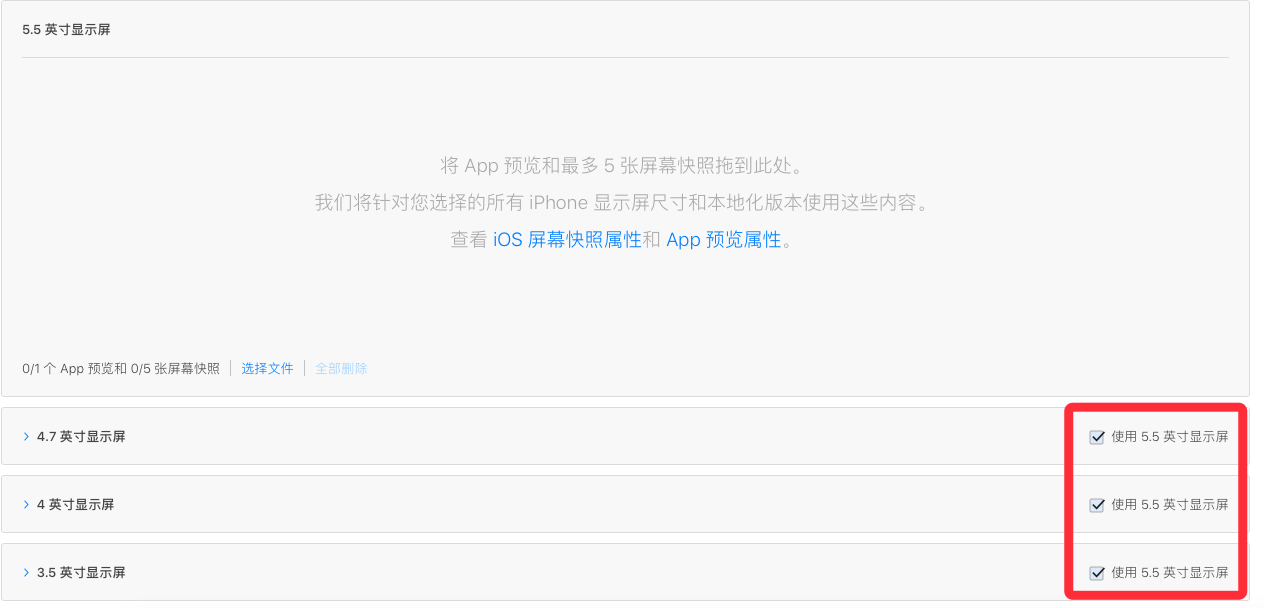 5.5 英寸显示屏
将 App 预览和最多 5 张屏幕快照拖到此处。
我们将针对您选择的所有 iPhone 显示屏尺寸和本地化版本使用这些内容。
查看 iOS 屏幕快照属性和 App 预览属性。
0/1 个 App 预览和 0/5 张屏幕快照 选择文件 全部删除
4.7 英寸显示屏 使用 5.5 英寸显示屏
4 英寸显示屏 使用 5.5 英寸显示屏
3.5 英寸显示屏 使用 5.5 英寸显示屏